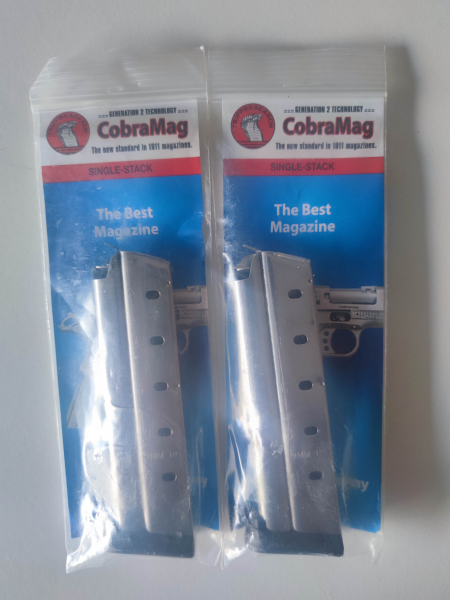 === GENERATION 2 TECHNOLOGY ===
CobraMag
The new standard in 1911 magazines.
SINGLE-STACK
The Best
Magazine
=== GENERATION 2 TECHNOLOGY ===
CobraMag
The new standard in 1911 magazines.
SINGLE-STACK
The Best
Magazine